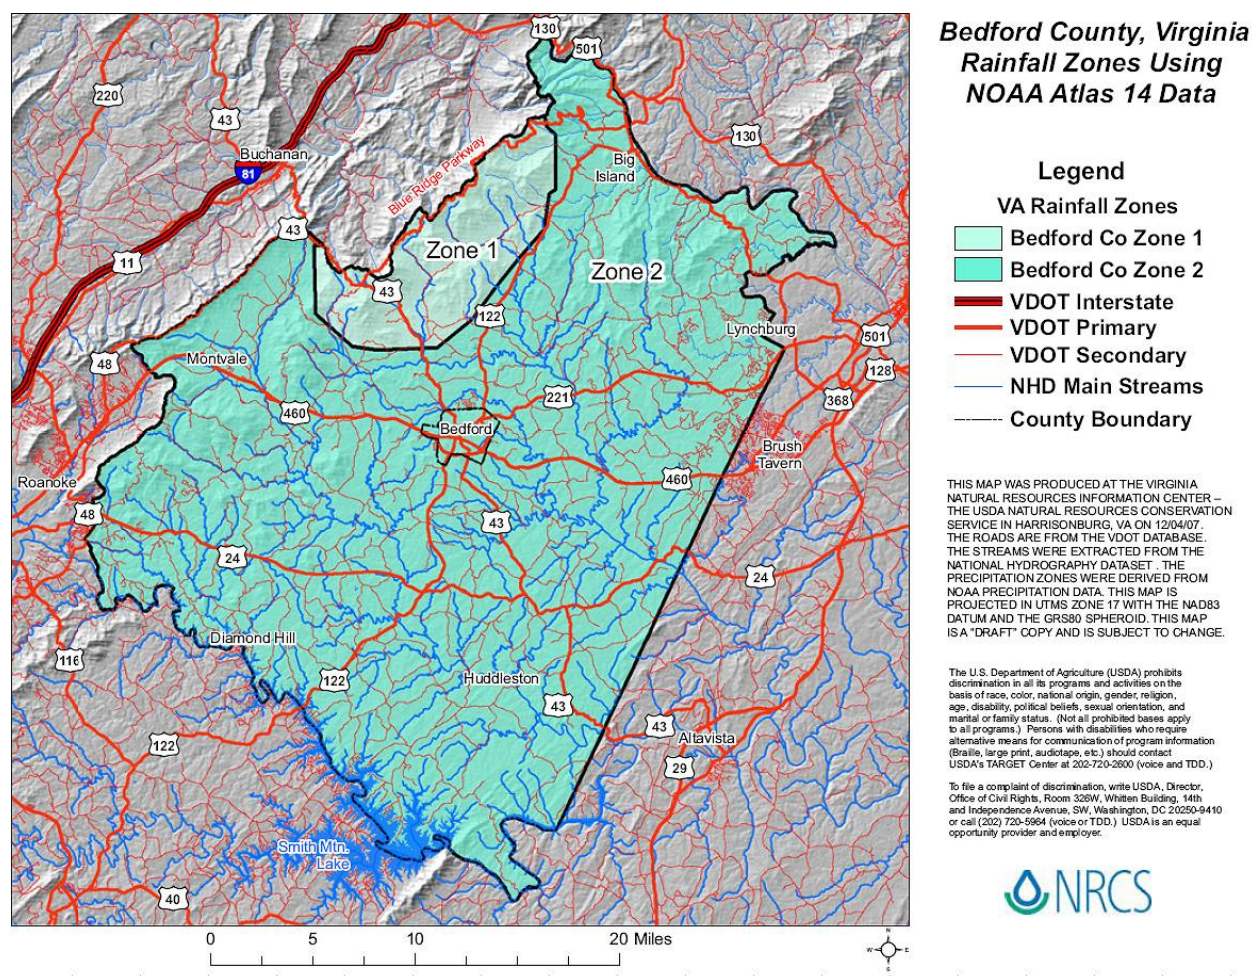 Bedford County, Virginia
Rainfall Zones Using
NOAA Atlas 14 Data
Legend
VA Rainfall Zones
Bedford Co Zone 1
Bedford Co Zone 2
VDOT Interstate
VDOT Primary
VDOT Secondary
NHD Main Streams
County Boundary
THIS MAP WAS PRODUCED AT THE VIRGINIA
NATURAL RESOURCES INFORMATION CENTER –
THE USDA NATURAL RESOURCES CONSERVATION
SERVICE IN HARRISONBURG, VA ON 12/04/07.
THE ROADS ARE FROM THE VDOT DATABASE.
THE STREAMS WERE EXTRACTED FROM THE
NATIONAL HYDROGRAPHY DATASET . THE
PRECIPITATION ZONES WERE DERIVED FROM
NOAA PRECIPITATION DATA. THIS MAP IS
PROJECTED IN UTMS ZONE 17 WITH THE NAD83
DATUM AND THE GRS80 SPHEROID. THIS MAP
IS A "DRAFT" COPY AND IS SUBJECT TO CHANGE.
The U.S. Department of Agriculture (USDA) prohibits
discrimination in all its programs and activities on the
basis of race, color, national origin, gender, religion,
age, disability, political beliefs, sexual orientation, and
marital or family status. (Not all prohibited bases apply
to all programs.) Persons with disabilities who require
alternative means for communication of program information
(Braille, large print, audiotape, etc.) should contact
USDA's TARGET Center at 202-720-2600 (voice and TDD.)
To file a complaint of discrimination, write USDA, Director,
Office of Civil Rights, Room 326W, Whitten Building, 14th
and Independence Avenue, SW, Washington, DC 20250-9410
or call (202) 720-5964 (voice or TDD.) USDA is an equal
opportunity provider and employer.
NRCS
130
501
220
43
130
Buchanan
81
Big
Island
Blue Ridge Parkway
43
Zone 1
11
Zone 2
43
122
Lynchburg
501
Montvale
48
128
221
368
460
Bedford
Brush
Tavern
460
Roanoke
48
43
24
24
Diamond Hill
116
122
Huddleston
43
43
122
Altavista
29
Smith Mtn.
Lake
40
0 5 10 20 Miles
N
W E
S